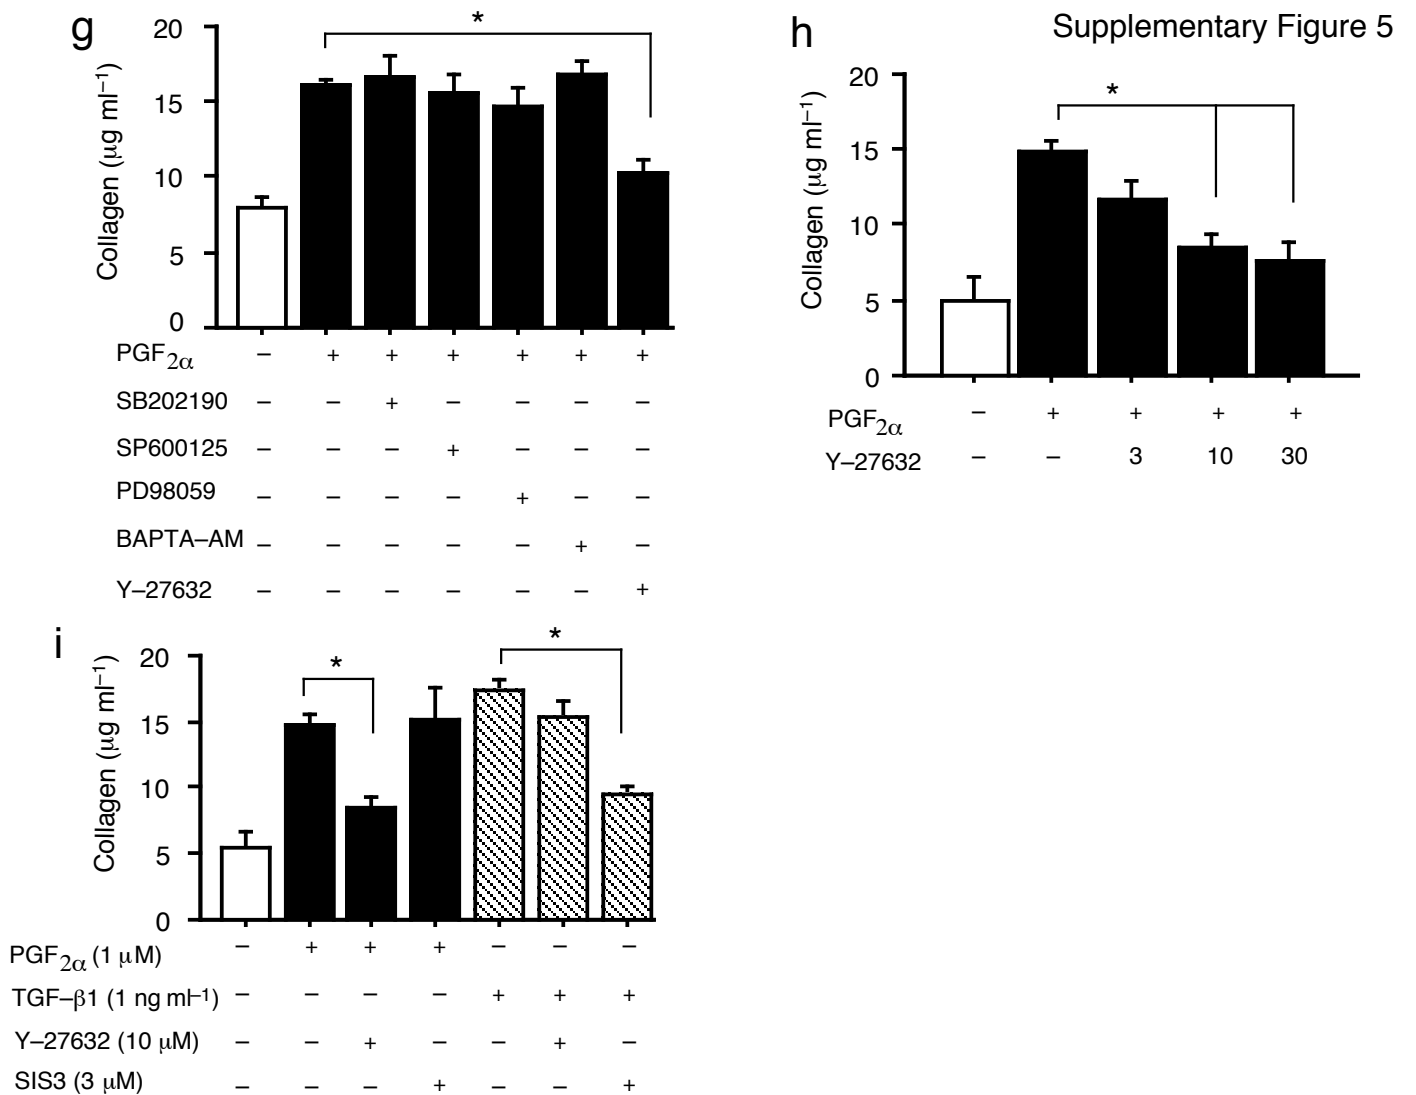 Supplementary Figure 5
g
*
Collagen (μg ml⁻¹)
20
15
10
5
0
PGF₂α – + + + + + +
SB202190 – – + – – – –
SP600125 – – – + – – –
PD98059 – – – – + – –
BAPTA–AM – – – – – + –
Y–27632 – – – – – – +
h
*
Collagen (μg ml⁻¹)
20
15
10
5
0
PGF₂α – + + + +
Y–27632 – – 3 10 30
i
* *
Collagen (μg ml⁻¹)
20
15
10
5
0
PGF₂α (1 μM) – + + + – – –
TGF–β1 (1 ng ml⁻¹) – – – – + + +
Y–27632 (10 μM) – – + – – + –
SIS3 (3 μM) – – – + – – +